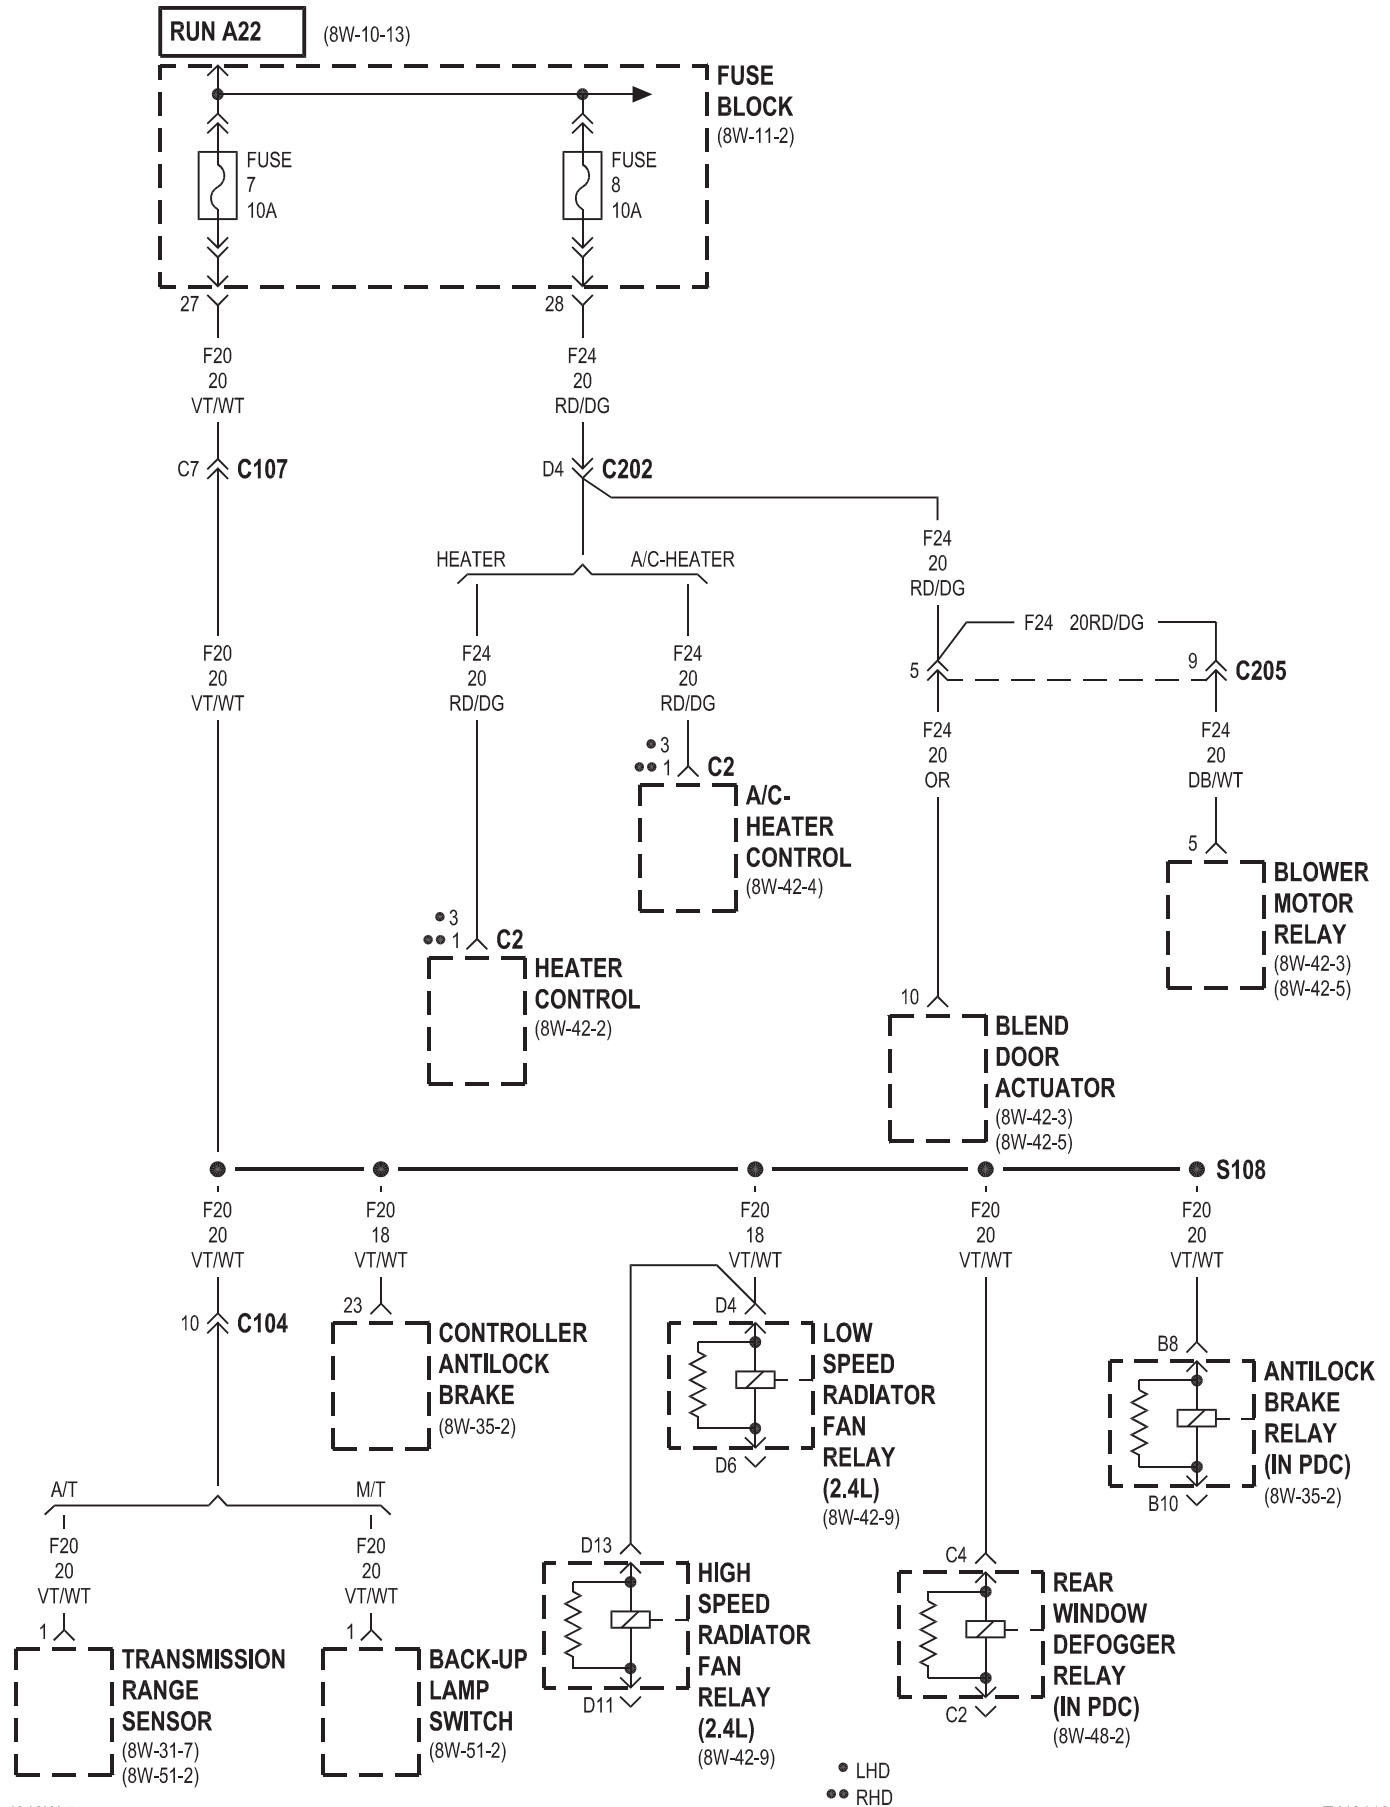 RUN A22 (8W-10-13)
FUSE
BLOCK
(8W-11-2)
FUSE
7
10A
FUSE
8
10A
27
28
F20
20
VT/WT
F24
20
RD/DG
C7 C107
D4 C202
F24
20
RD/DG
HEATER
A/C-HEATER
F24 20RD/DG
5
9 C205
F20
20
VT/WT
F24
20
RD/DG
F24
20
RD/DG
F24
20
OR
F24
20
DB/WT
3
1 C2
A/C-
HEATER
CONTROL
(8W-42-4)
5
BLOWER
MOTOR
RELAY
(8W-42-3)
(8W-42-5)
3
1 C2
HEATER
CONTROL
(8W-42-2)
10
BLEND
DOOR
ACTUATOR
(8W-42-3)
(8W-42-5)
S108
F20
20
VT/WT
F20
18
VT/WT
F20
18
VT/WT
F20
20
VT/WT
F20
20
VT/WT
10 C104
23
CONTROLLER
ANTILOCK
BRAKE
(8W-35-2)
D4
LOW
SPEED
RADIATOR
FAN
RELAY
(2.4L)
(8W-42-9)
D6
B8
ANTILOCK
BRAKE
RELAY
(IN PDC)
(8W-35-2)
B10
A/T
M/T
F20
20
VT/WT
F20
20
VT/WT
1
TRANSMISSION
RANGE
SENSOR
(8W-31-7)
(8W-51-2)
1
BACK-UP
LAMP
SWITCH
(8W-51-2)
D13
HIGH
SPEED
RADIATOR
FAN
RELAY
(2.4L)
(8W-42-9)
D11
C4
REAR
WINDOW
DEFOGGER
RELAY
(IN PDC)
(8W-48-2)
C2
LHD
RHD